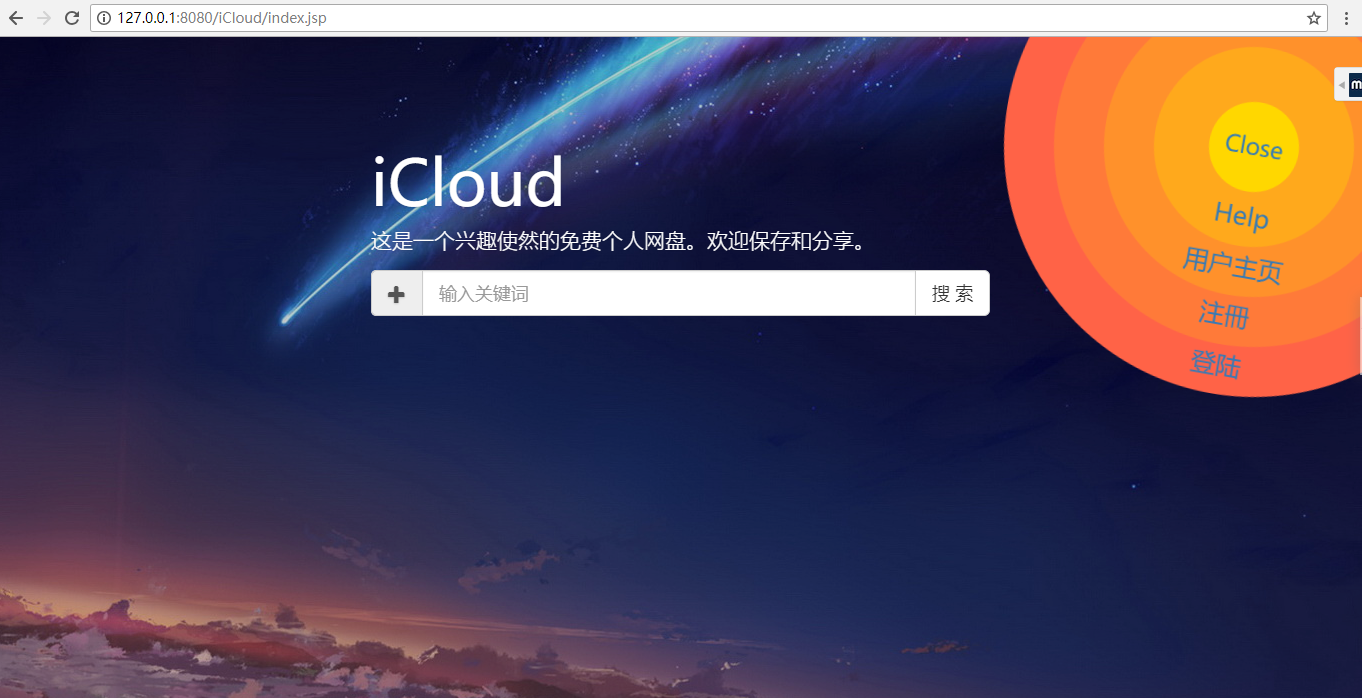 127.0.0.1:8080/iCloud/index.jsp
Close
Help
用户主页
注冊
登陆
iCloud
这是一个兴趣使然的免费个人网盘。欢迎保存和分享。
输入关键词
搜 索
m